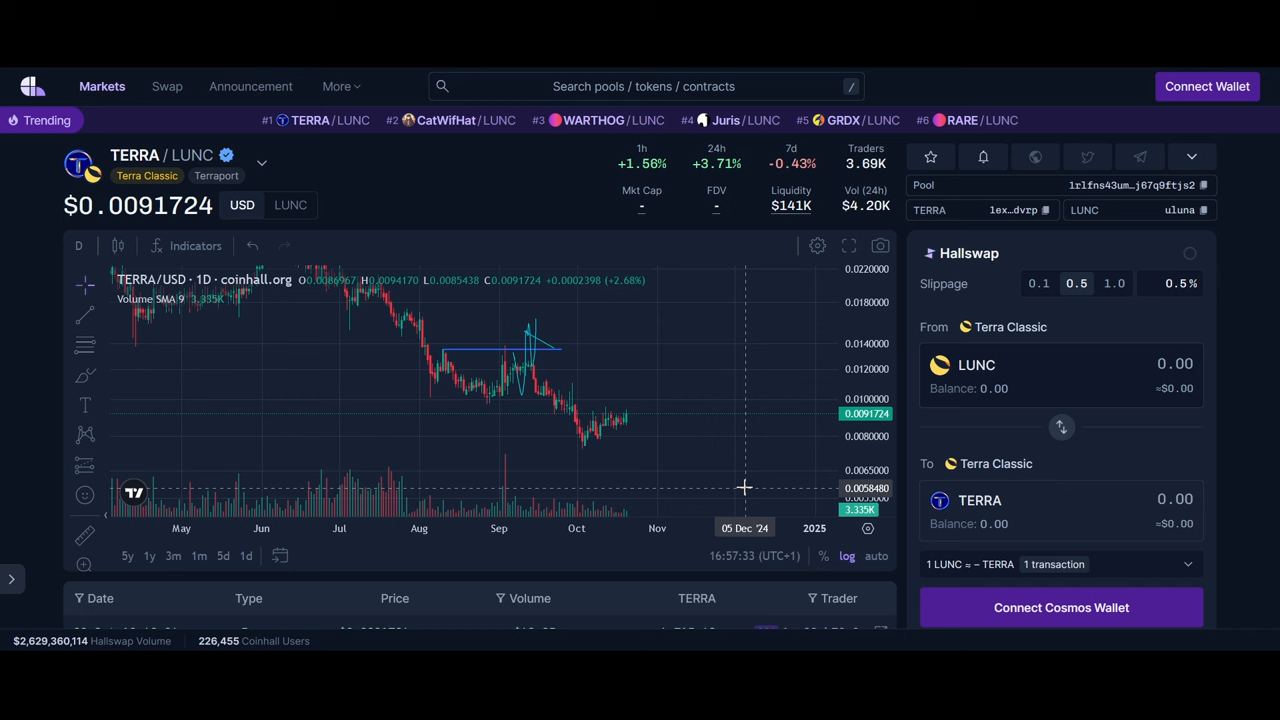 Markets Swap Announcement More Search pools / tokens / contracts / Connect Wallet
Trending #1 TERRA/LUNC #2 CatWifHat/LUNC #3 WARTHOG/LUNC #4 Juris/LUNC #5 GRDX/LUNC #6 RARE/LUNC
TERRA / LUNC
Terra Classic Terraport
$0.0091724 USD LUNC
1h 24h 7d Traders
+1.56% +3.71% -0.43% 3.69K
Mkt Cap FDV Liquidity Vol (24h)
- - $141K $4.20K
Pool 1rlfns43um…j67q9ftjs2
TERRA 1ex…dvrp LUNC uluna
D Indicators
TERRA/USD · 1D · coinhall.org O0.0086967 H0.0094170 L0.0085438 C0.0091724 +0.0002398 (+2.68%)
Volume SMA 9 3.335K
0.0220000
0.0180000
0.0140000
0.0120000
0.0100000
0.0091724
0.0080000
0.0065000
0.0058480
3.335K
May Jun Jul Aug Sep Oct Nov 05 Dec '24 2025
5y 1y 3m 1m 5d 1d 16:57:33 (UTC+1) % log auto
Date Type Price Volume TERRA Trader
Hallswap
Slippage 0.1 0.5 1.0 0.5 %
From Terra Classic
LUNC 0.00
Balance: 0.00 ≈$0.00
To Terra Classic
TERRA 0.00
Balance: 0.00 ≈$0.00
1 LUNC ≈ – TERRA 1 transaction
Connect Cosmos Wallet
$2,629,360,114 Hallswap Volume 226,455 Coinhall Users